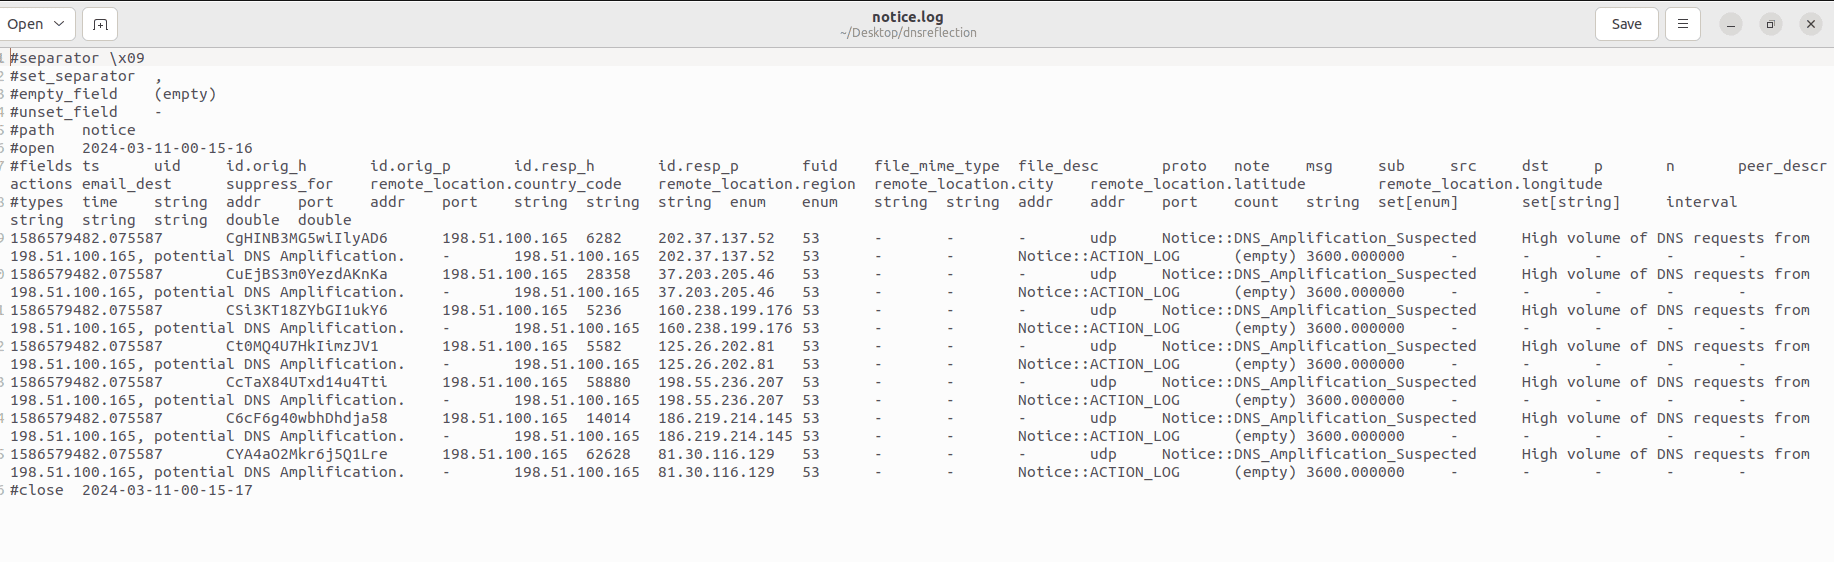 Open
notice.log
~/Desktop/dnsreflection
Save
#separator \x09
#set_separator	,
#empty_field	(empty)
#unset_field	-
#path	notice
#open	2024-03-11-00-15-16
#fields	ts	uid	id.orig_h	id.orig_p	id.resp_h	id.resp_p	fuid	file_mime_type	file_desc	proto	note	msg	sub	src	dst	p	n	peer_descr
actions	email_dest	suppress_for	remote_location.country_code	remote_location.region	remote_location.city	remote_location.latitude	remote_location.longitude
#types	time	string	addr	port	addr	port	string	string	string	enum	enum	string	string	addr	addr	port	count	string	set[enum]	set[string]	interval
string	string	string	double	double
1586579482.075587	CgHINB3MG5wiIlyAD6	198.51.100.165	6282	202.37.137.52	53	-	-	-	udp	Notice::DNS_Amplification_Suspected	High volume of DNS requests from
198.51.100.165, potential DNS Amplification.	-	198.51.100.165	202.37.137.52	53	-	-	Notice::ACTION_LOG	(empty)	3600.000000	-	-	-	-	-
1586579482.075587	CuEjBS3m0YezdAKnKa	198.51.100.165	28358	37.203.205.46	53	-	-	-	udp	Notice::DNS_Amplification_Suspected	High volume of DNS requests from
198.51.100.165, potential DNS Amplification.	-	198.51.100.165	37.203.205.46	53	-	-	Notice::ACTION_LOG	(empty)	3600.000000	-	-	-	-	-
1586579482.075587	CSi3KT18ZYbGI1ukY6	198.51.100.165	5236	160.238.199.176	53	-	-	-	udp	Notice::DNS_Amplification_Suspected	High volume of DNS requests from
198.51.100.165, potential DNS Amplification.	-	198.51.100.165	160.238.199.176	53	-	-	Notice::ACTION_LOG	(empty)	3600.000000	-	-	-	-	-
1586579482.075587	Ct0MQ4U7HkIimzJV1	198.51.100.165	5582	125.26.202.81	53	-	-	-	udp	Notice::DNS_Amplification_Suspected	High volume of DNS requests from
198.51.100.165, potential DNS Amplification.	-	198.51.100.165	125.26.202.81	53	-	-	Notice::ACTION_LOG	(empty)	3600.000000	-	-	-	-	-
1586579482.075587	CcTaX84UTxd14u4Tti	198.51.100.165	58880	198.55.236.207	53	-	-	-	udp	Notice::DNS_Amplification_Suspected	High volume of DNS requests from
198.51.100.165, potential DNS Amplification.	-	198.51.100.165	198.55.236.207	53	-	-	Notice::ACTION_LOG	(empty)	3600.000000	-	-	-	-	-
1586579482.075587	C6cF6g40wbhDhdja58	198.51.100.165	14014	186.219.214.145	53	-	-	-	udp	Notice::DNS_Amplification_Suspected	High volume of DNS requests from
198.51.100.165, potential DNS Amplification.	-	198.51.100.165	186.219.214.145	53	-	-	Notice::ACTION_LOG	(empty)	3600.000000	-	-	-	-	-
1586579482.075587	CYA4aO2Mkr6j5Q1Lre	198.51.100.165	62628	81.30.116.129	53	-	-	-	udp	Notice::DNS_Amplification_Suspected	High volume of DNS requests from
198.51.100.165, potential DNS Amplification.	-	198.51.100.165	81.30.116.129	53	-	-	Notice::ACTION_LOG	(empty)	3600.000000	-	-	-	-	-
#close	2024-03-11-00-15-17